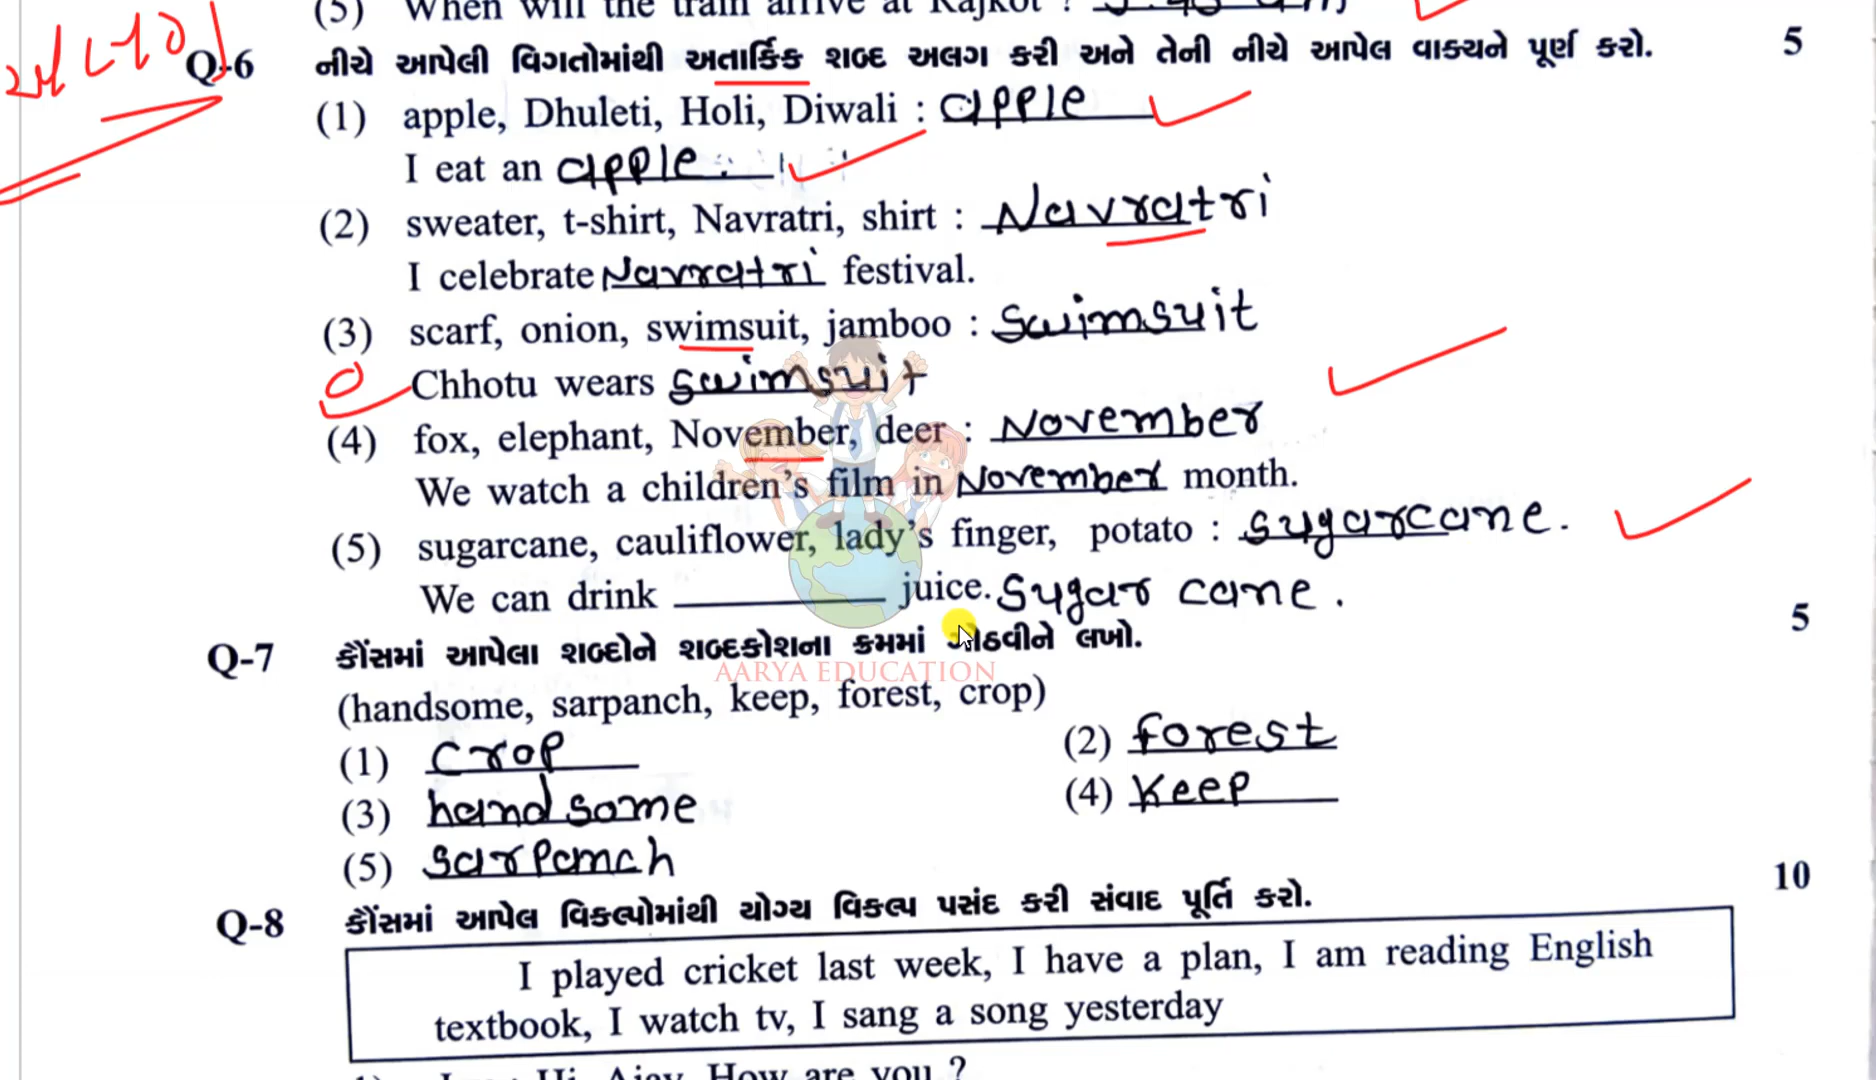 (5) When will the train arrive at Rajkot ?
Q-6 નીચે આપેલી વિગતોમાંથી અતાર્કિક શબ્દ અલગ કરી અને તેની નીચે આપેલ વાક્યને પૂર્ણ કરો. 5
(1) apple, Dhuleti, Holi, Diwali : apple
I eat an apple.
(2) sweater, t-shirt, Navratri, shirt : Navratri
I celebrate Navratri festival.
(3) scarf, onion, swimsuit, jamboo : Swimsuit
Chhotu wears swimsuit
(4) fox, elephant, November, deer : November
We watch a children's film in November month.
(5) sugarcane, cauliflower, lady's finger, potato : sugarcane.
We can drink ________ juice. Sugar cane.
Q-7 કૌંસમાં આપેલા શબ્દોને શબ્દકોશના ક્રમમાં ગોઠવીને લખો. 5
AARYA EDUCATION
(handsome, sarpanch, keep, forest, crop)
(1) crop (2) forest
(3) handsome (4) Keep
(5) sarpanch
Q-8 કૌંસમાં આપેલ વિકલ્પોમાંથી યોગ્ય વિકલ્પ પસંદ કરી સંવાદ પૂર્તિ કરો. 10
I played cricket last week, I have a plan, I am reading English
textbook, I watch tv, I sang a song yesterday
Hi, Ajay. How are you ?